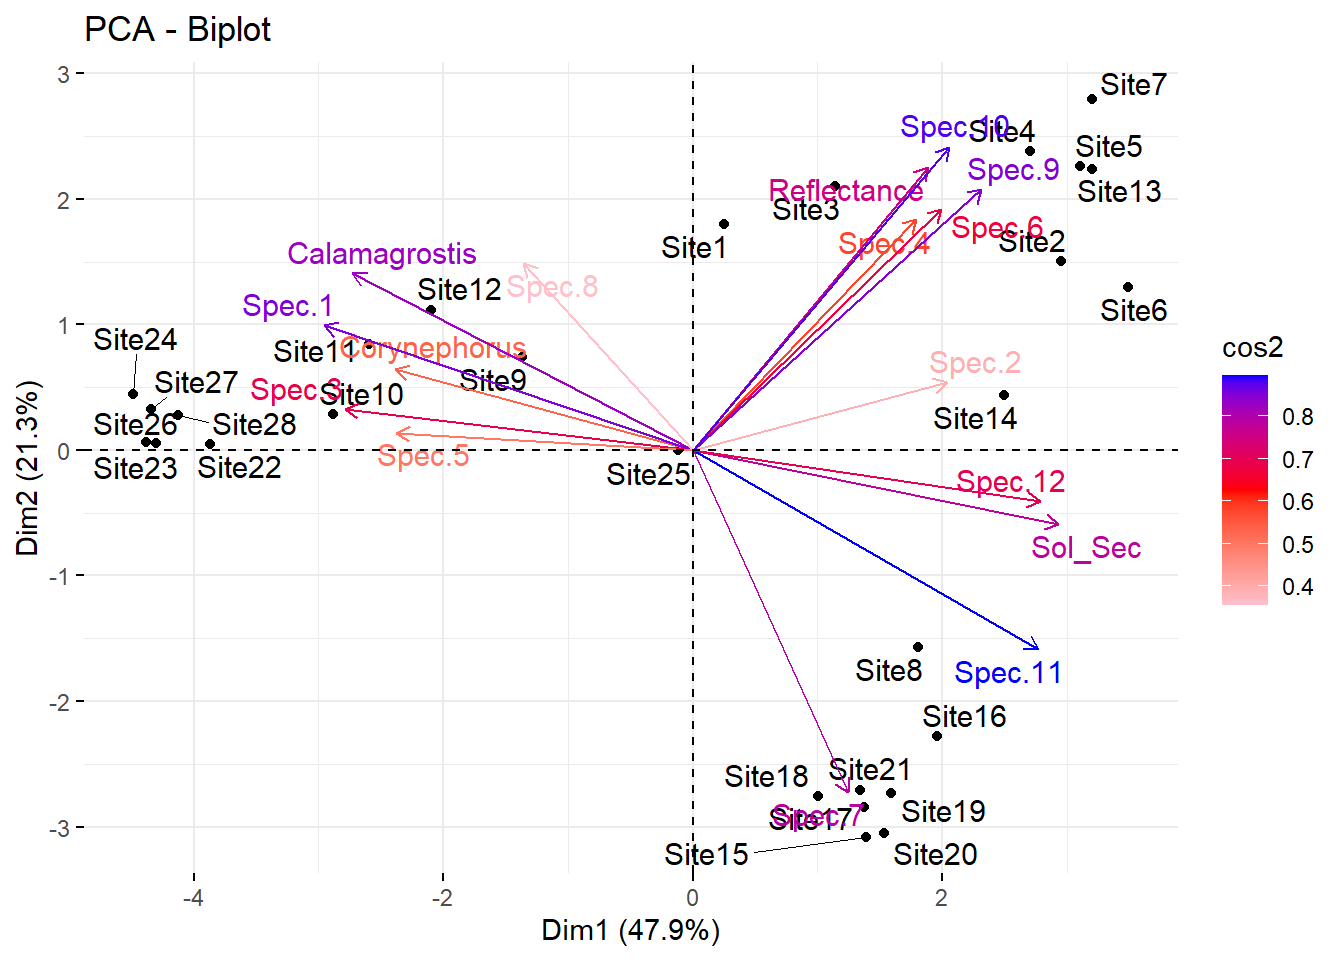 PCA - Biplot
3
Site7
Spec.10
Site4
Site5
Spec.9
2
Reflectance
Site13
Site3
Spec.6
Spec.4
Site2
Site1
Calamagrostis
Spec.8
Site12
Spec.1
Site6
1
Site24
Site11
Corynephorus
cos2
Spec.2
Site27
Spec.3
Site10
Site9
Site14
0.8
Site26
Site28
Dim2 (21.3%)
0
Spec.5
0.7
Site23
Site22
Site25
Spec.12
0.6
0.5
Sol_Sec
-1
0.4
Site8
Spec.11
-2
Site16
Site18
Site21
Spec.7
Site17
Site19
-3
Site15
Site20
-4
-2
0
2
Dim1 (47.9%)